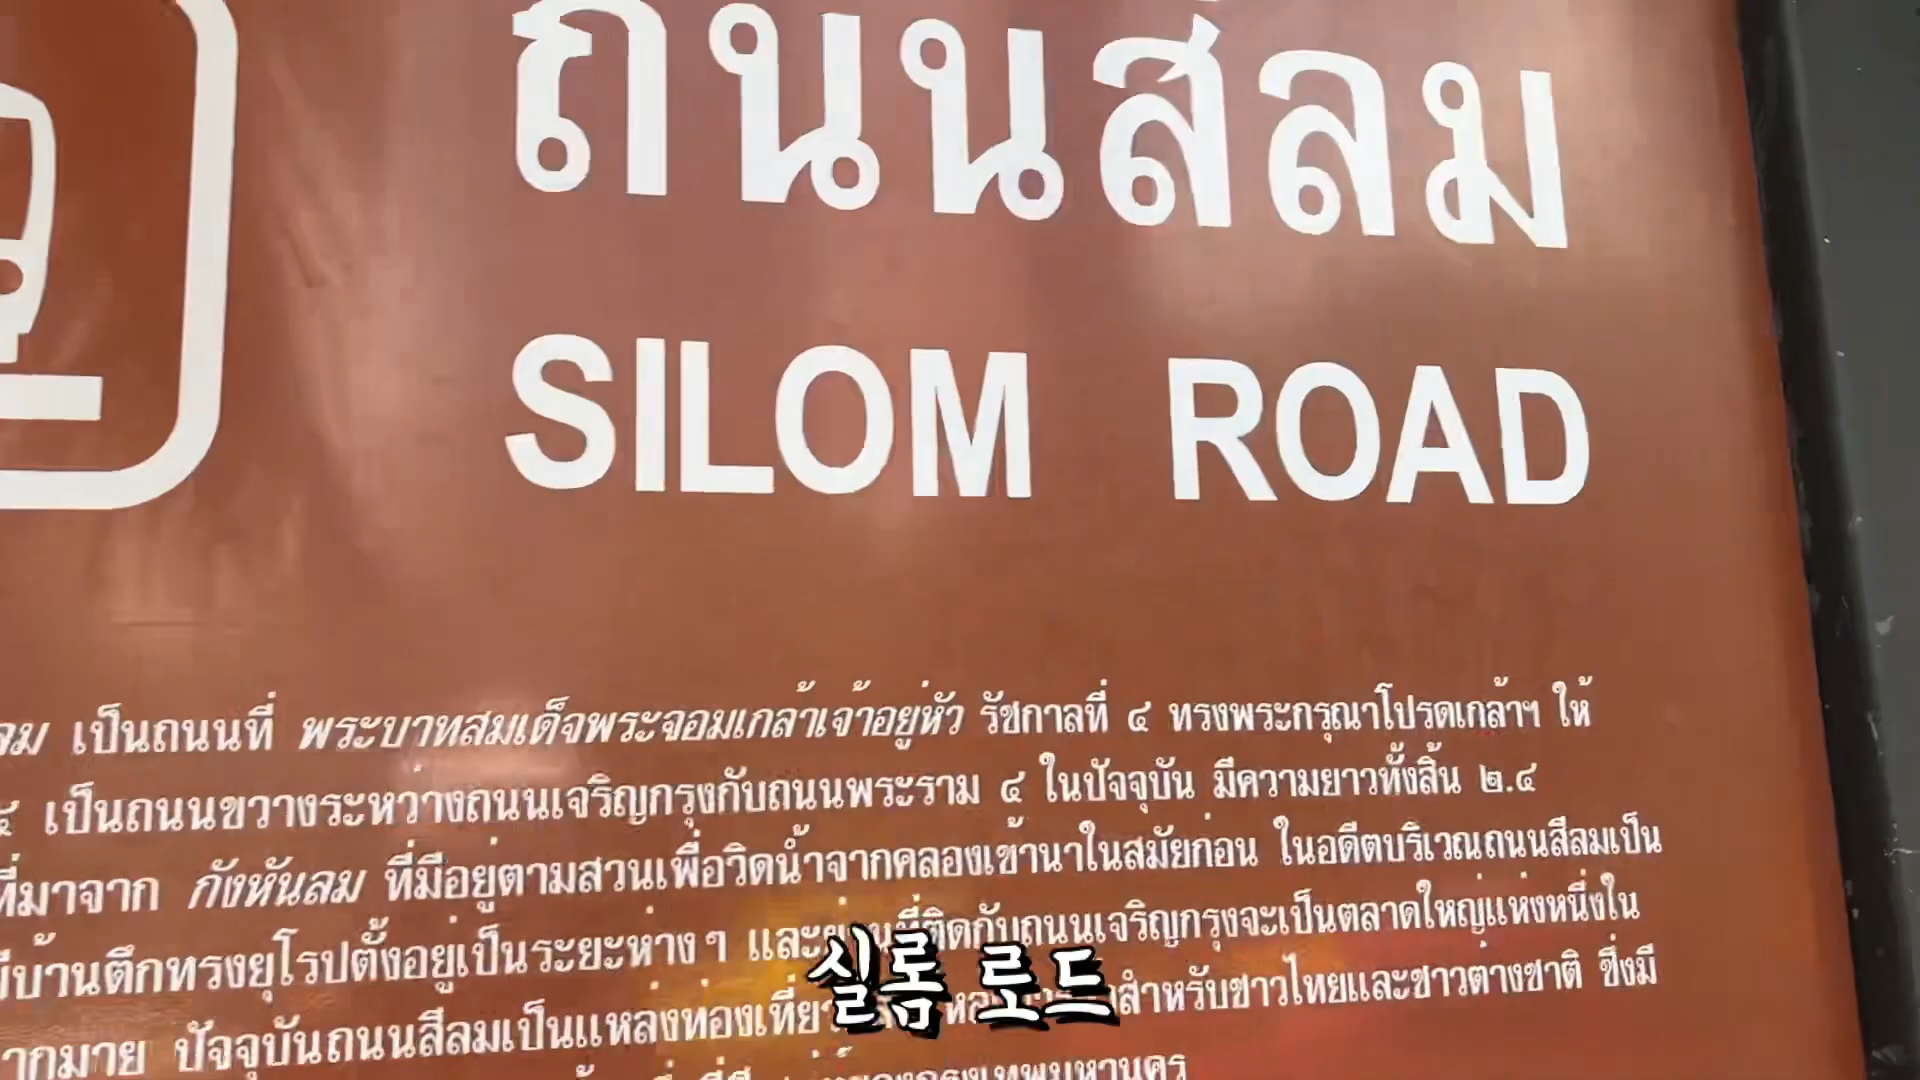 ถนนสีลม
SILOM ROAD
เป็นถนนที่ พระบาทสมเด็จพระจอมเกล้าเจ้าอยู่หัว รัชกาลที่ ๔ ทรงพระกรุณาโปรดเกล้าฯ ให้
เป็นถนนขวางระหว่างถนนเจริญกรุงกับถนนพระราม ๔ ในปัจจุบัน มีความยาวทั้งสิ้น ๒.๔
ที่มาจาก กังหันลม ที่มีอยู่ตามสวนเพื่อวิดน้ำจากคลองเข้านาในสมัยก่อน ในอดีตบริเวณถนนสีลมเป็น
มีบ้านตึกทรงยุโรปตั้งอยู่เป็นระยะห่าง ๆ และย่านที่ติดกับถนนเจริญกรุงจะเป็นตลาดใหญ่แห่งหนึ่งใน
ปัจจุบันถนนสีลมเป็นแหล่งท่องเที่ยว สำหรับชาวไทยและชาวต่างชาติ ซึ่งมี
실롬 로드